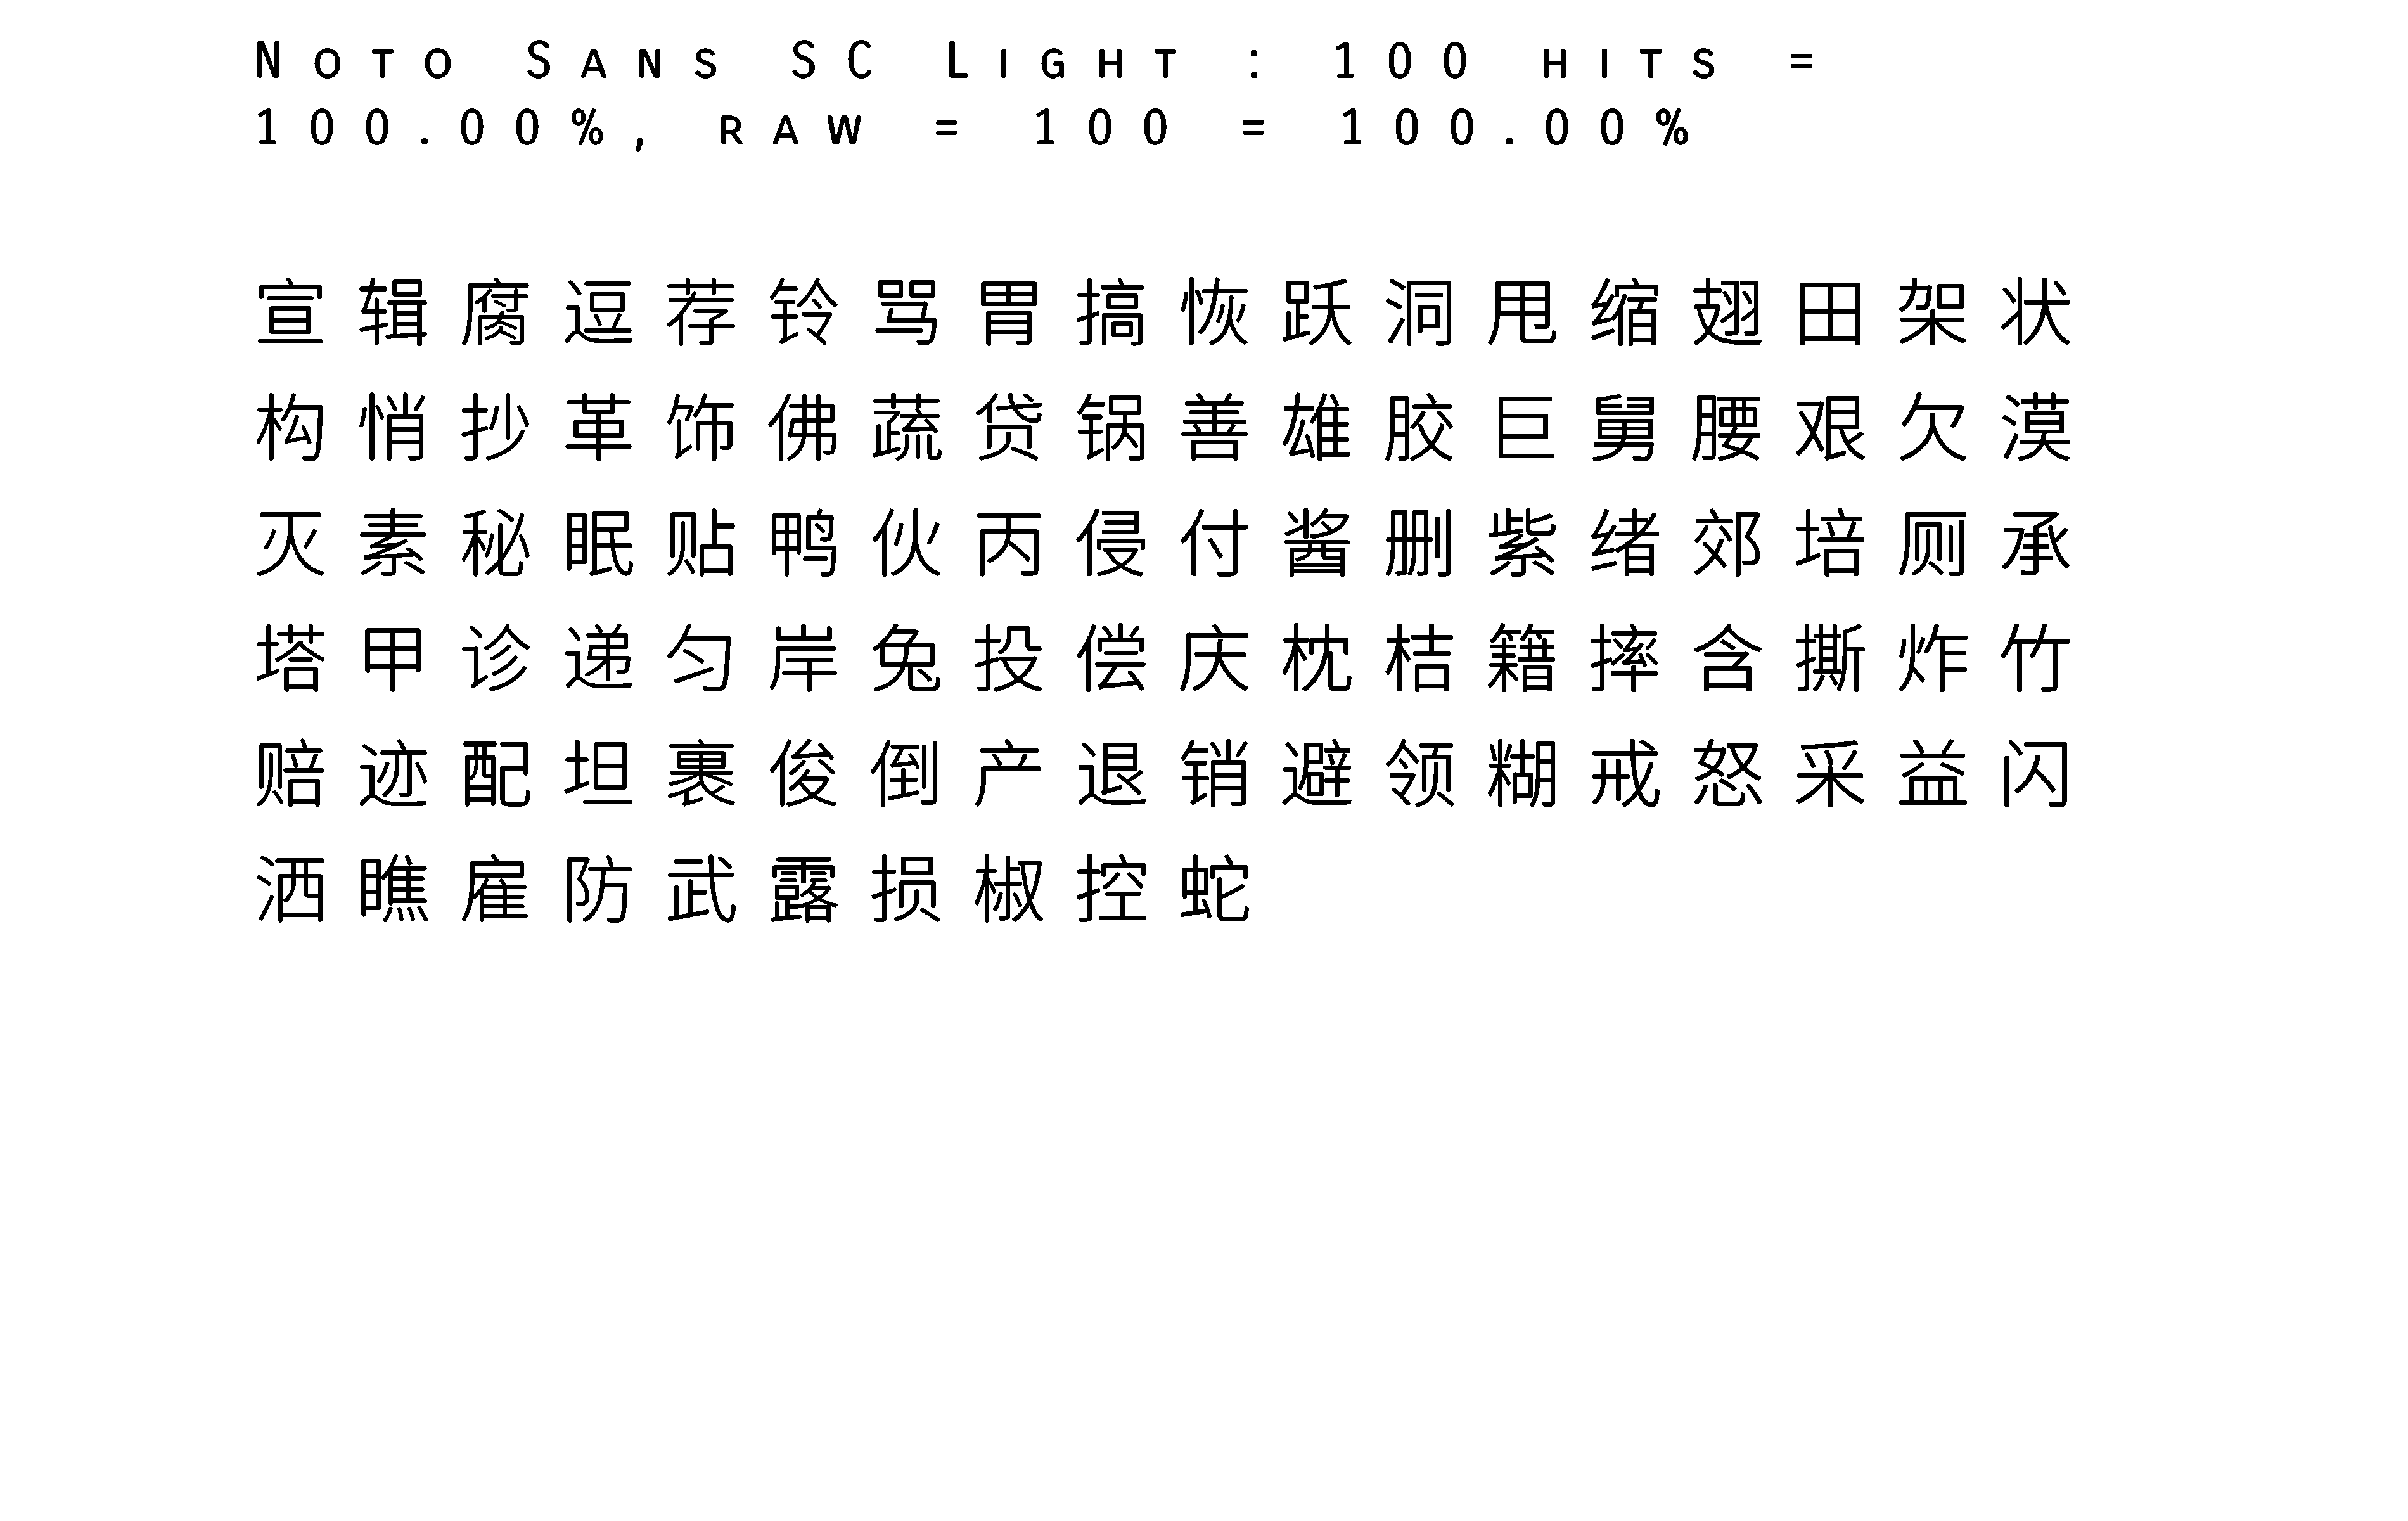 Noto Sans SC Light : 100 hits =
100.00%, raw = 100 = 100.00%
宣辑腐逗荐铃骂胃搞恢跃洞甩缩翅田架状
构悄抄革饰佛蔬贷锅善雄胶巨舅腰艰欠漠
灭素秘眠贴鸭伙丙侵付酱删紫绪郊培厕承
塔甲诊递匀岸兔投偿庆枕桔籍摔含撕炸竹
赔迹配坦裹俊倒产退销避领糊戒怒采益闪
洒瞧雇防武露损椒控蛇